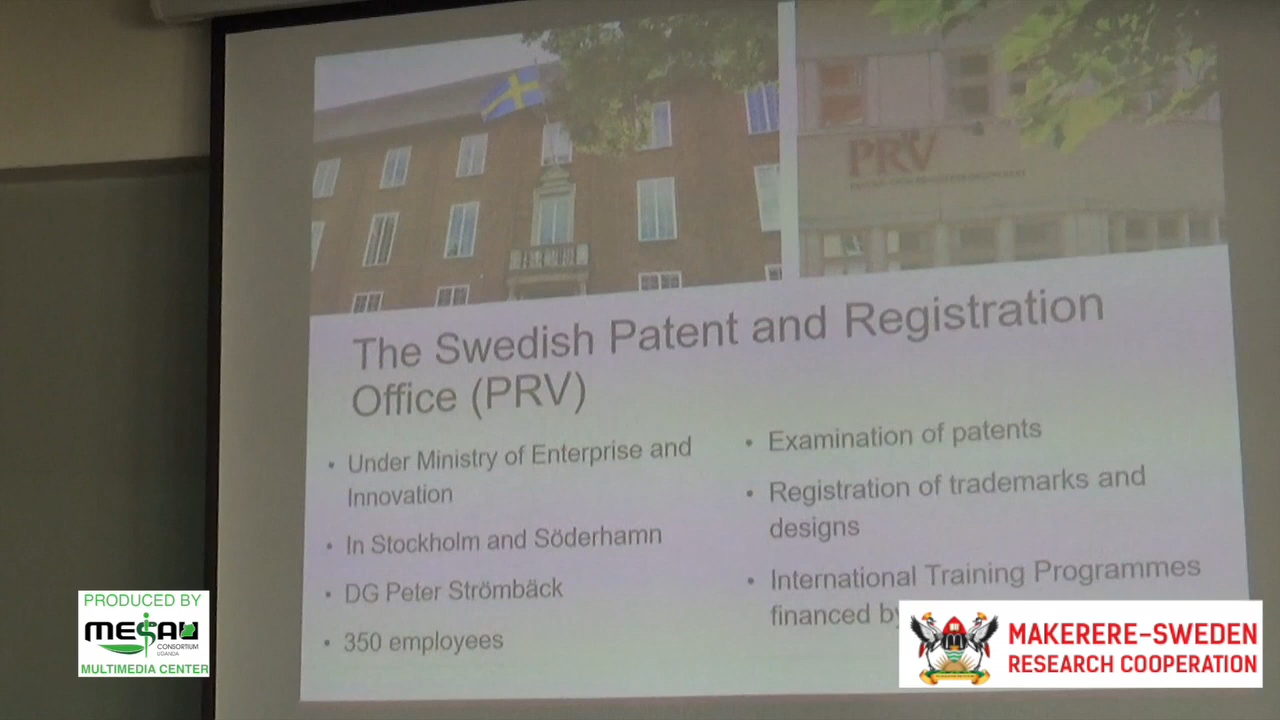 PRV
The Swedish Patent and Registration
Office (PRV)
• Under Ministry of Enterprise and
Innovation
• In Stockholm and Söderhamn
• DG Peter Strömbäck
• 350 employees
• Examination of patents
• Registration of trademarks and
designs
• International Training Programmes
financed by
PRODUCED BY
MESAU
CONSORTIUM
UGANDA
MULTIMEDIA CENTER
MAKERERE-SWEDEN
RESEARCH COOPERATION